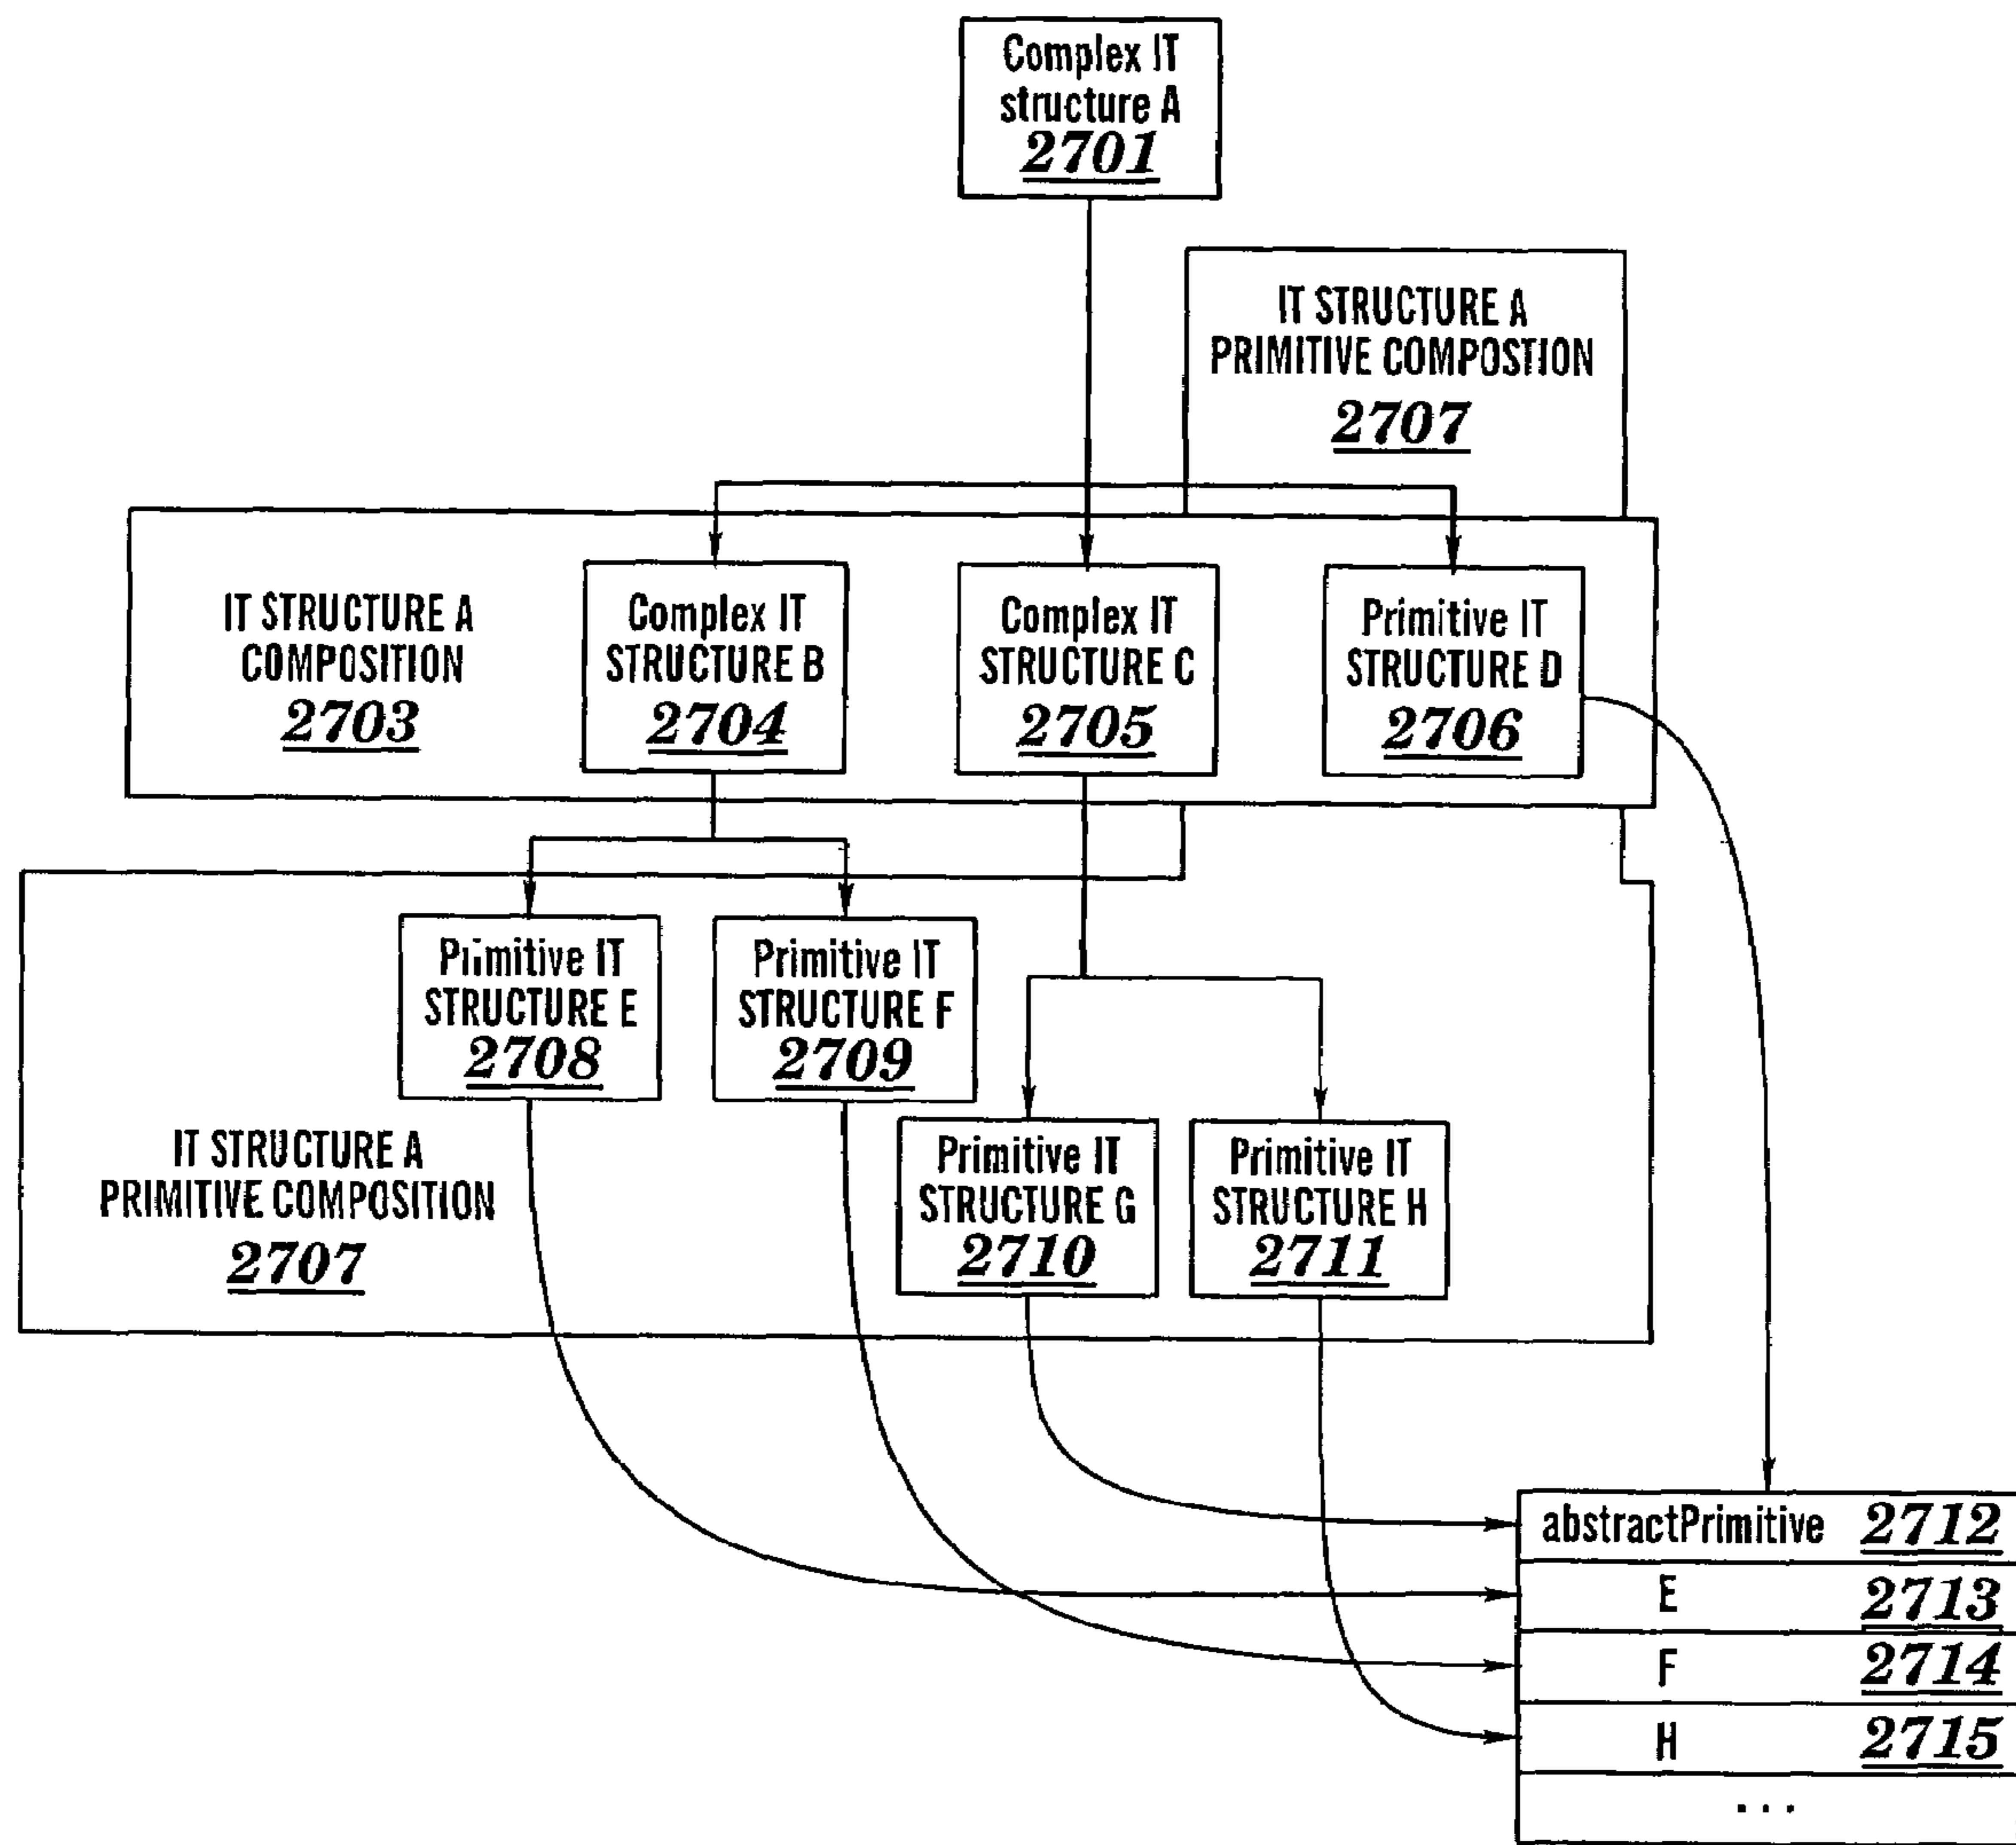 Complex IT
structure A
2701
IT STRUCTURE A
PRIMITIVE COMPOSTION
2707
IT STRUCTURE A
COMPOSITION
2703
Complex IT
STRUCTURE B
2704
Complex IT
STRUCTURE C
2705
Primitive IT
STRUCTURE D
2706
Primitive IT
STRUCTURE E
2708
Primitive IT
STRUCTURE F
2709
IT STRUCTURE A
PRIMITIVE COMPOSITION
2707
Primitive IT
STRUCTURE G
2710
Primitive IT
STRUCTURE H
2711
abstractPrimitive 2712
E 2713
F 2714
H 2715
...